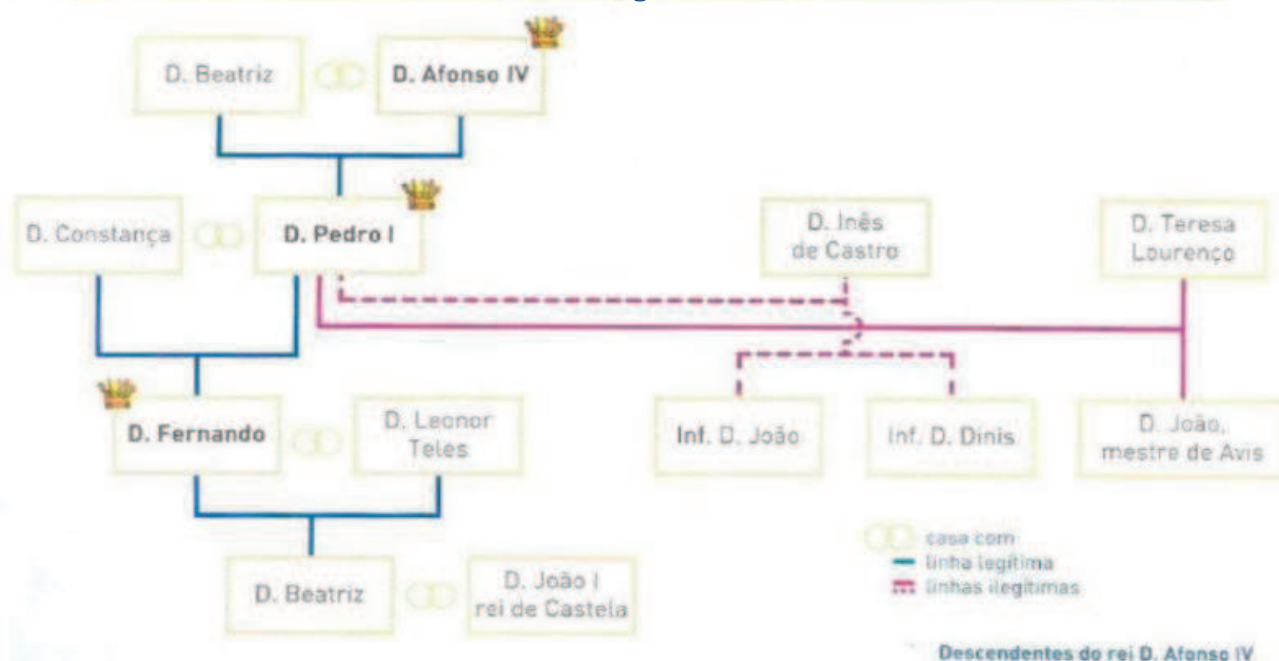 D. Beatriz
D. Afonso IV
D. Constança
D. Pedro I
D. Inês
de Castro
D. Teresa
Lourenço
D. Fernando
D. Leonor
Teles
Inf. D. João
Inf. D. Dinis
D. João,
mestre de Avis
D. Beatriz
D. João I
rei de Castela
casa com
linha legítima
linhas ilegítimas
Descendentes do rei D. Afonso IV